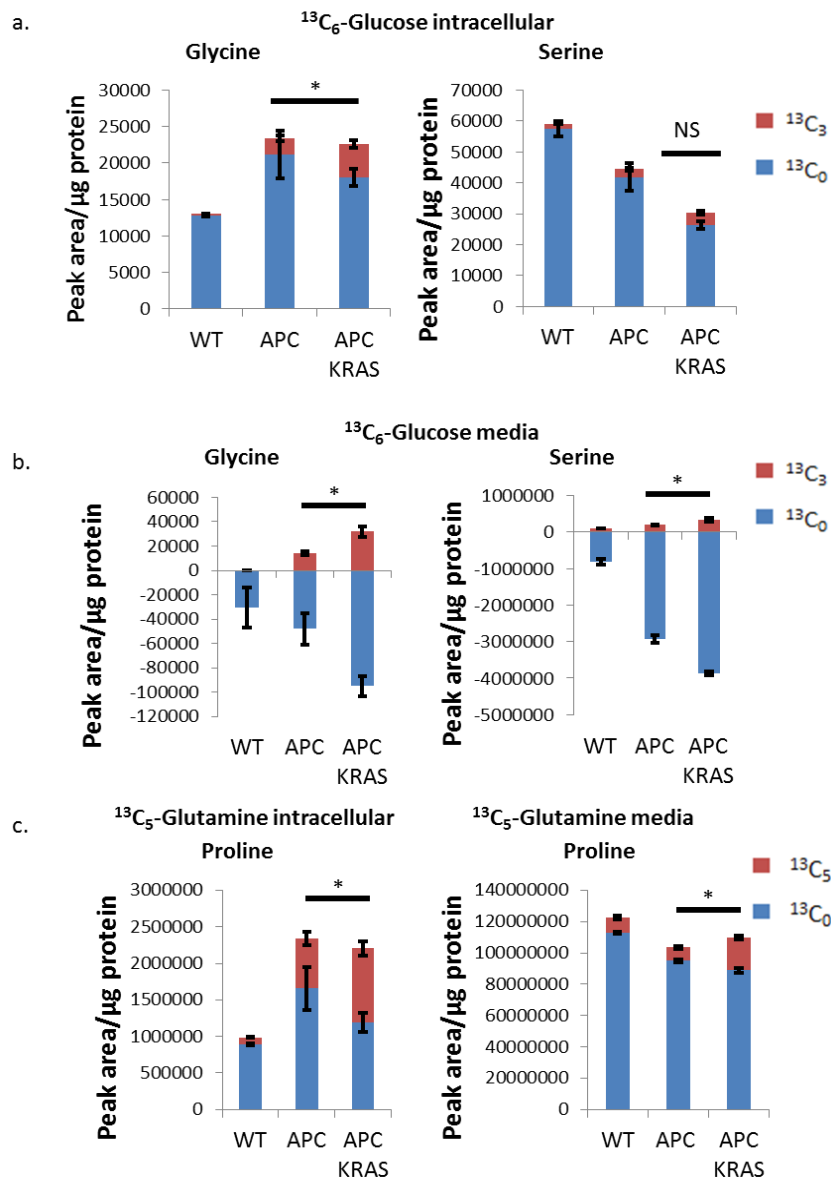 a.
¹³C₆-Glucose intracellular
Glycine
Serine
Peak area/µg protein
30000
25000
20000
15000
10000
5000
0
*
WT
APC
APC
KRAS
Peak area/µg protein
70000
60000
50000
40000
30000
20000
10000
0
NS
WT
APC
APC
KRAS
¹³C₃
¹³C₀
b.
¹³C₆-Glucose media
Glycine
Serine
Peak area/µg protein
60000
40000
20000
0
-20000
-40000
-60000
-80000
-100000
-120000
*
WT
APC
APC
KRAS
Peak area/µg protein
1000000
0
-1000000
-2000000
-3000000
-4000000
-5000000
*
WT
APC
APC
KRAS
¹³C₃
¹³C₀
c.
¹³C₅-Glutamine intracellular
Proline
Peak area/µg protein
3000000
2500000
2000000
1500000
1000000
500000
0
*
WT
APC
APC
KRAS
¹³C₅-Glutamine media
Proline
Peak area/µg protein
140000000
120000000
100000000
80000000
60000000
40000000
20000000
0
*
WT
APC
APC
KRAS
¹³C₅
¹³C₀